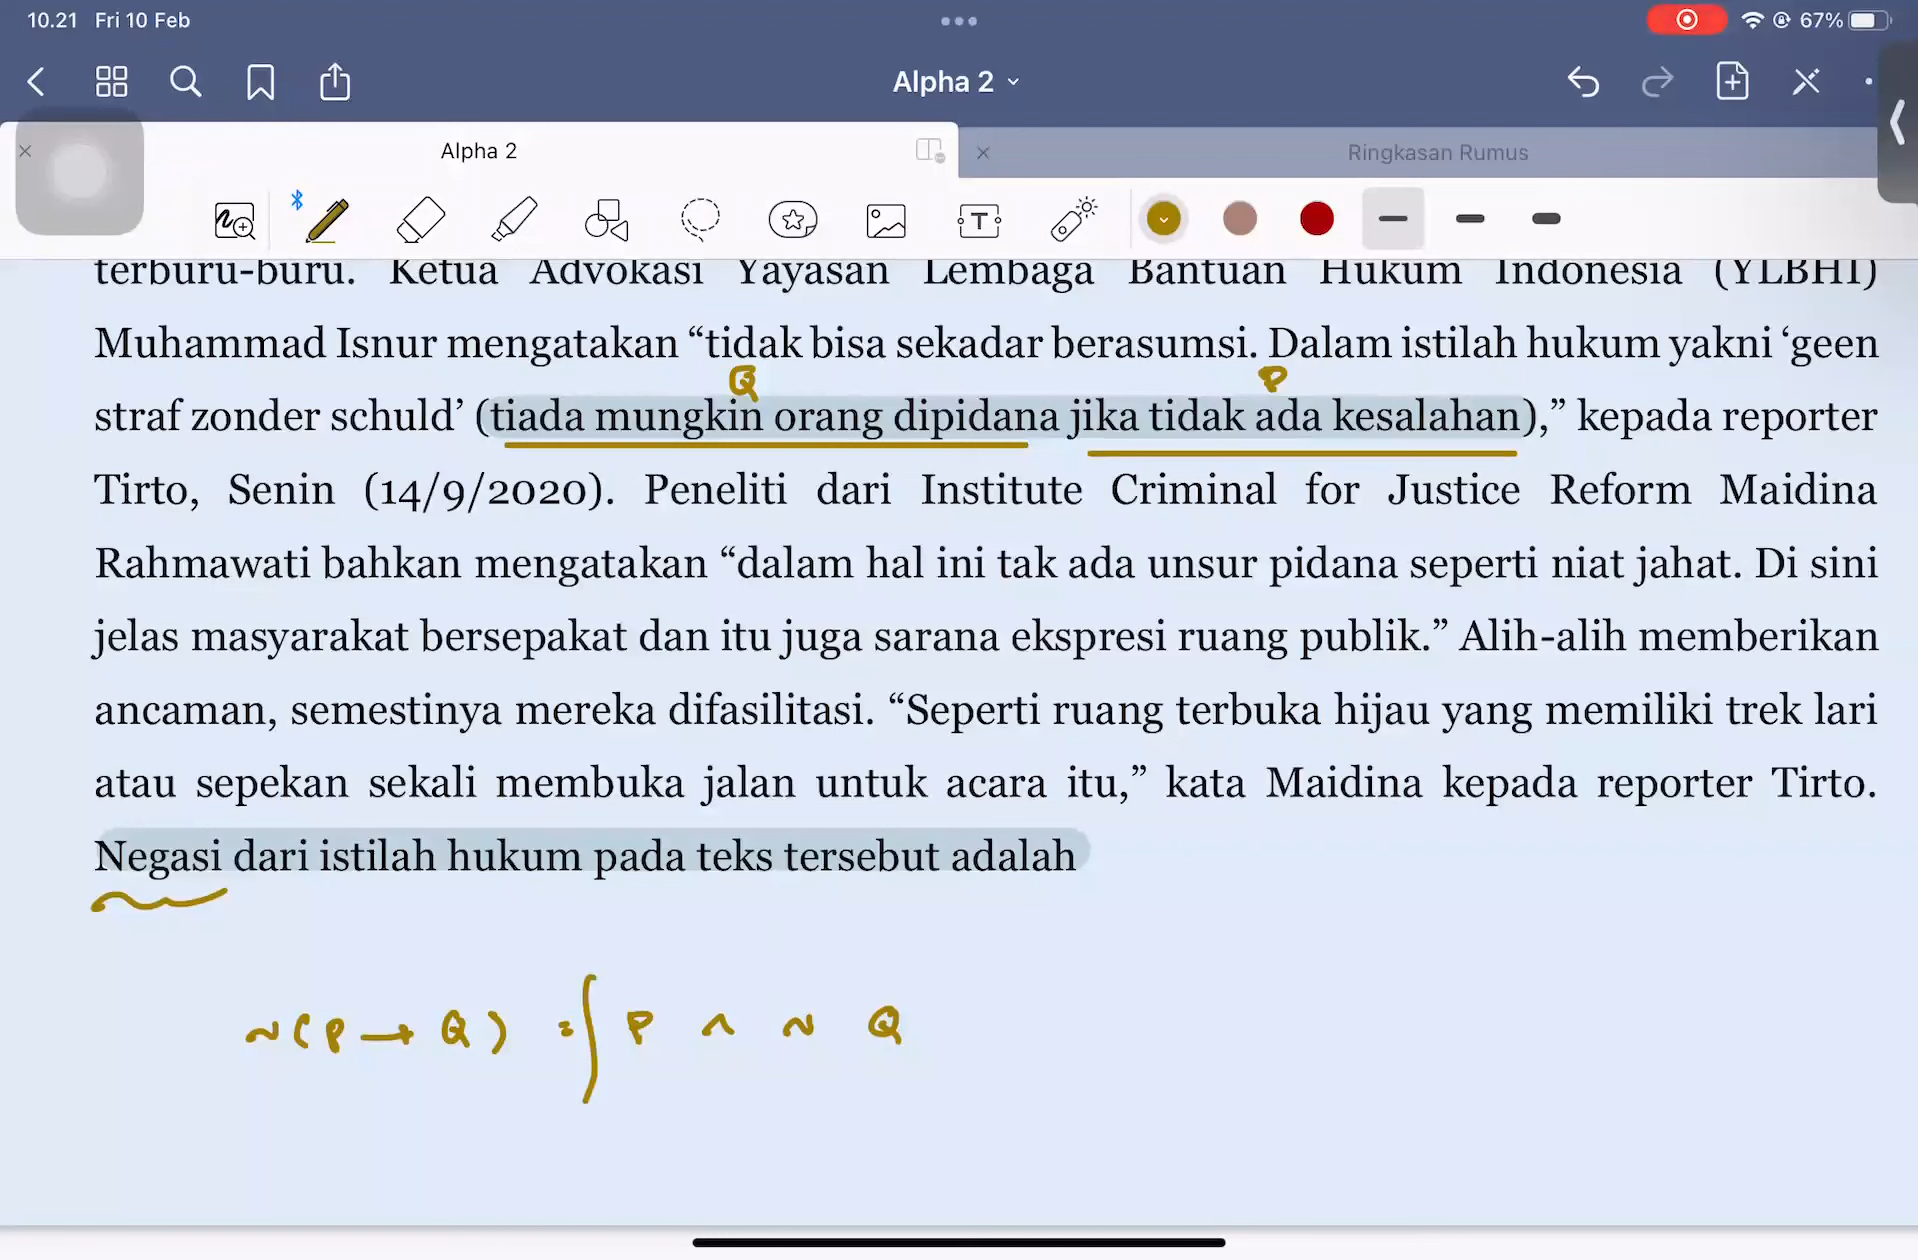 10.21 Fri 10 Feb
67%
Alpha 2
Alpha 2
Ringkasan Rumus
T
terburu-buru. Ketua Advokasi Yayasan Lembaga Bantuan Hukum Indonesia (YLBHI)
Muhammad Isnur mengatakan “tidak bisa sekadar berasumsi. Dalam istilah hukum yakni ‘geen
Q P
straf zonder schuld’ (tiada mungkin orang dipidana jika tidak ada kesalahan),” kepada reporter
Tirto, Senin (14/9/2020). Peneliti dari Institute Criminal for Justice Reform Maidina
Rahmawati bahkan mengatakan “dalam hal ini tak ada unsur pidana seperti niat jahat. Di sini
jelas masyarakat bersepakat dan itu juga sarana ekspresi ruang publik.” Alih-alih memberikan
ancaman, semestinya mereka difasilitasi. “Seperti ruang terbuka hijau yang memiliki trek lari
atau sepekan sekali membuka jalan untuk acara itu,” kata Maidina kepada reporter Tirto.
Negasi dari istilah hukum pada teks tersebut adalah
~(P → Q) = P ∧ ~ Q